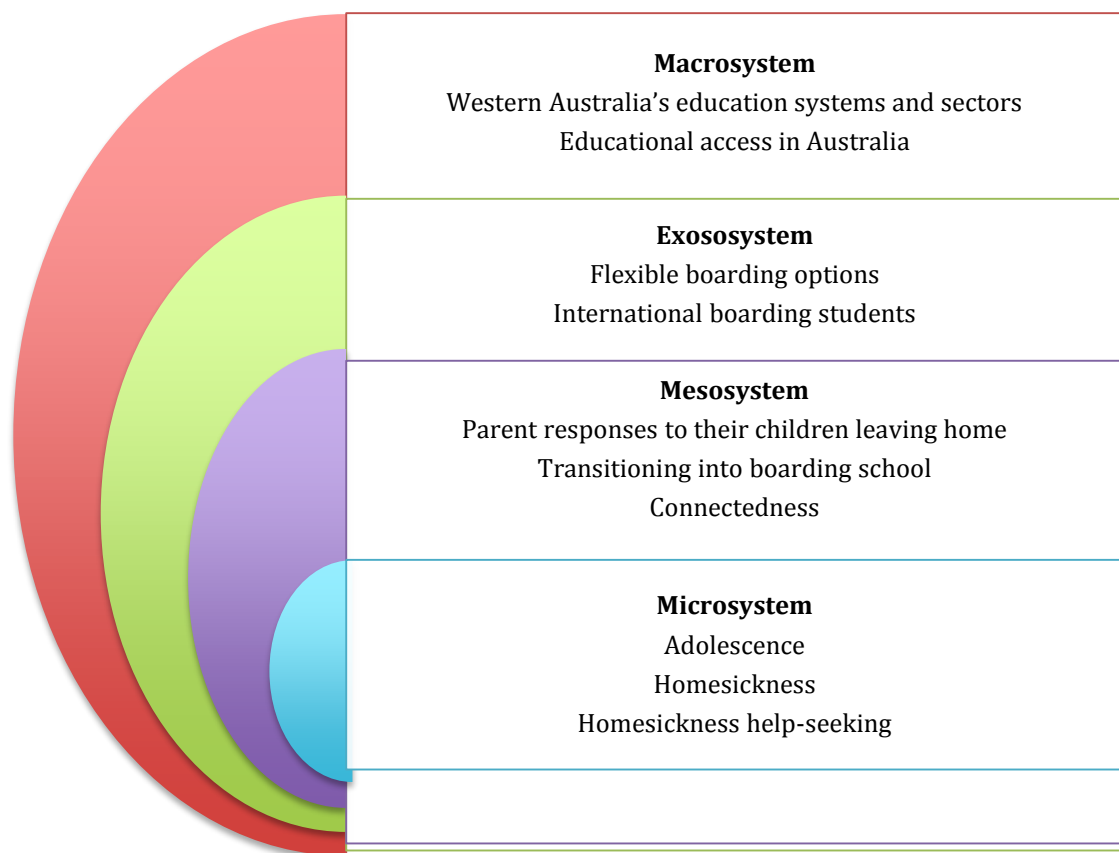 Macrosystem
Western Australia’s education systems and sectors
Educational access in Australia
Exososystem
Flexible boarding options
International boarding students
Mesosystem
Parent responses to their children leaving home
Transitioning into boarding school
Connectedness
Microsystem
Adolescence
Homesickness
Homesickness help-seeking